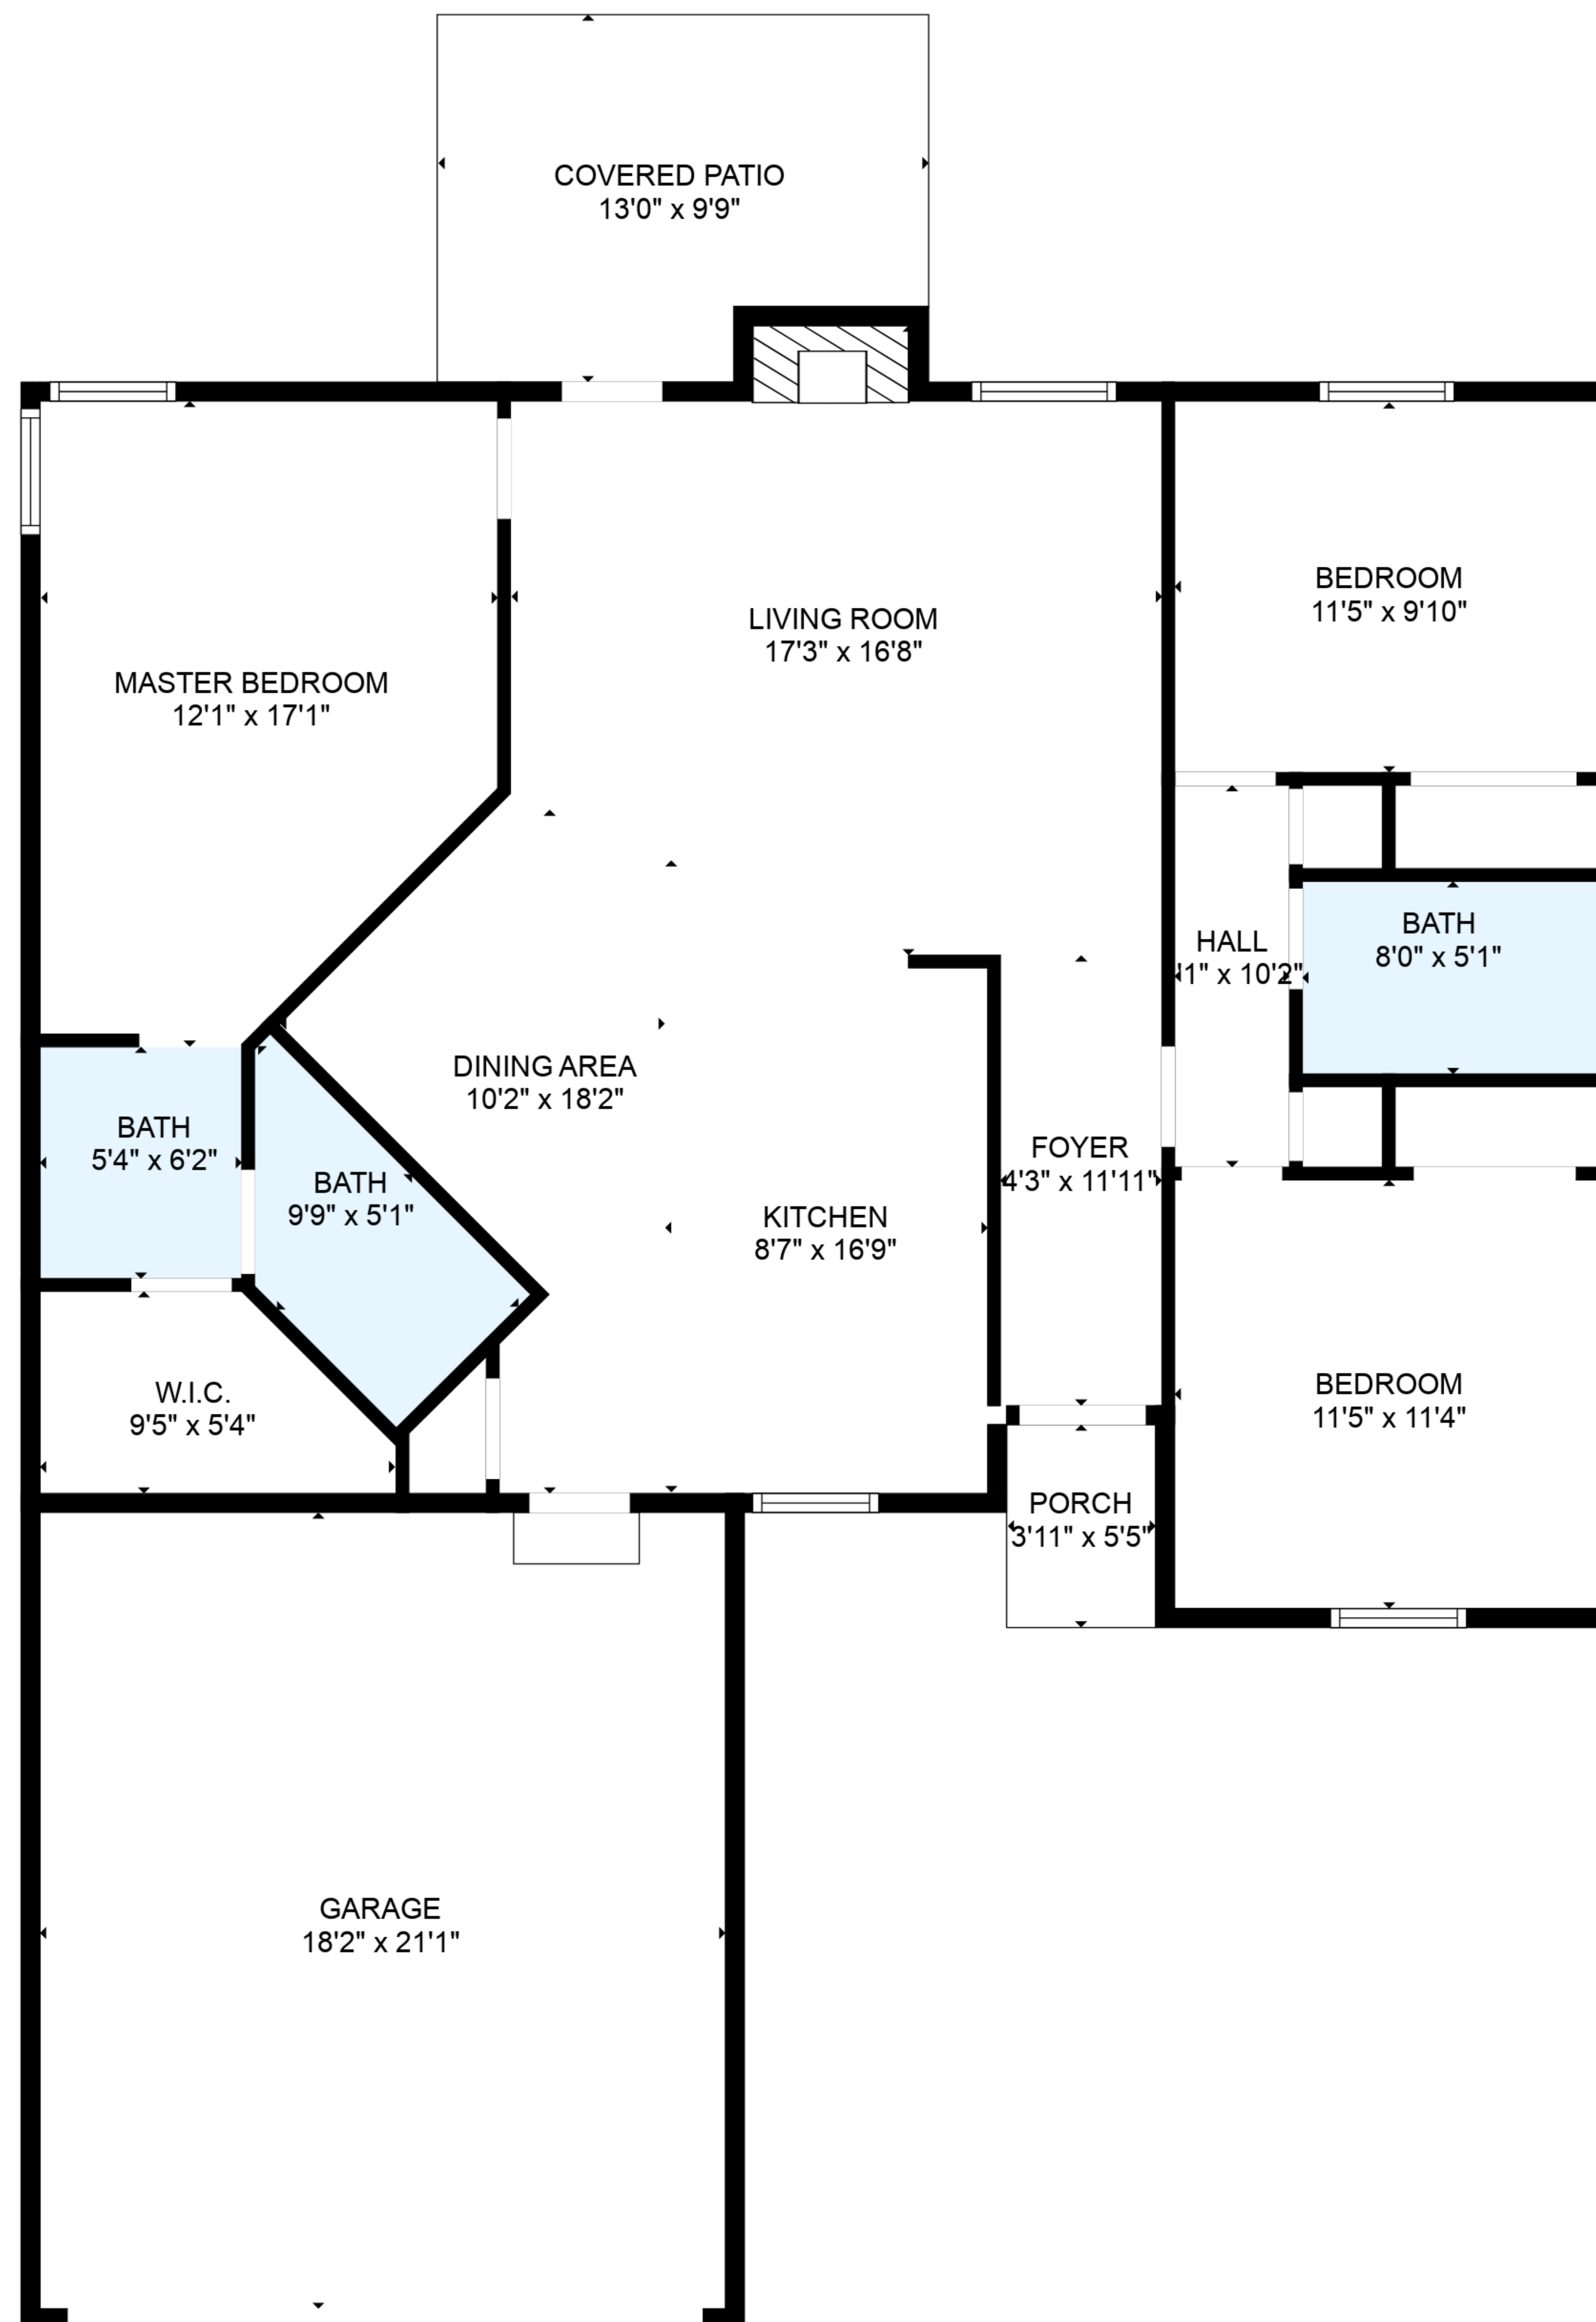 COVERED PATIO
13'0" x 9'9"
LIVING ROOM
17'3" x 16'8"
BEDROOM
11'5" x 9'10"
MASTER BEDROOM
12'1" x 17'1"
HALL
'1" x 10'2"
BATH
8'0" x 5'1"
DINING AREA
10'2" x 18'2"
BATH
5'4" x 6'2"
BATH
9'9" x 5'1"
FOYER
4'3" x 11'11"
KITCHEN
8'7" x 16'9"
W.I.C.
9'5" x 5'4"
BEDROOM
11'5" x 11'4"
PORCH
3'11" x 5'5"
GARAGE
18'2" x 21'1"